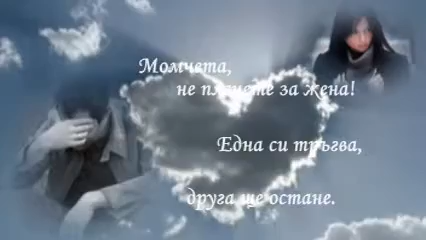 Момчета,
не плачете за жена!
Една си тръгва,
друга ще остане.